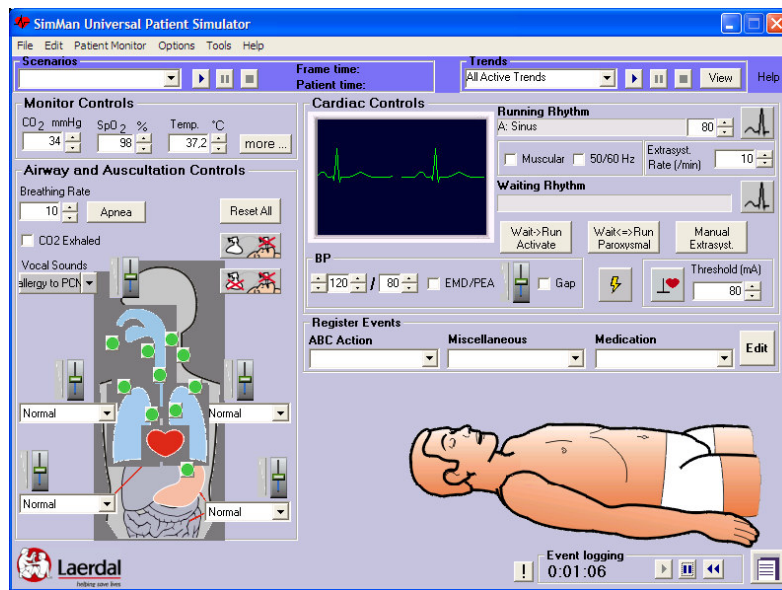 SimMan Universal Patient Simulator
File Edit Patient Monitor Options Tools Help
Scenarios
Frame time:
Patient time:
Trends
All Active Trends
View
Help
Monitor Controls
CO2 mmHg SpO2 % Temp. °C
34 98 37,2 more ...
Airway and Auscultation Controls
Breathing Rate
10 Apnea Reset All
CO2 Exhaled
Vocal Sounds
allergy to PCN
Normal
Normal
Normal
Normal
Cardiac Controls
Running Rhythm
A: Sinus 80
Muscular 50/60 Hz
Extrasyst.
Rate (/min) 10
Waiting Rhythm
Wait->Run
Activate
Wait<=>Run
Paroxysmal
Manual
Extrasyst.
BP
120 / 80 EMD/PEA Gap
Threshold (mA)
80
Register Events
ABC Action Miscellaneous Medication
Edit
Laerdal
helping save lives
! Event logging
0:01:06